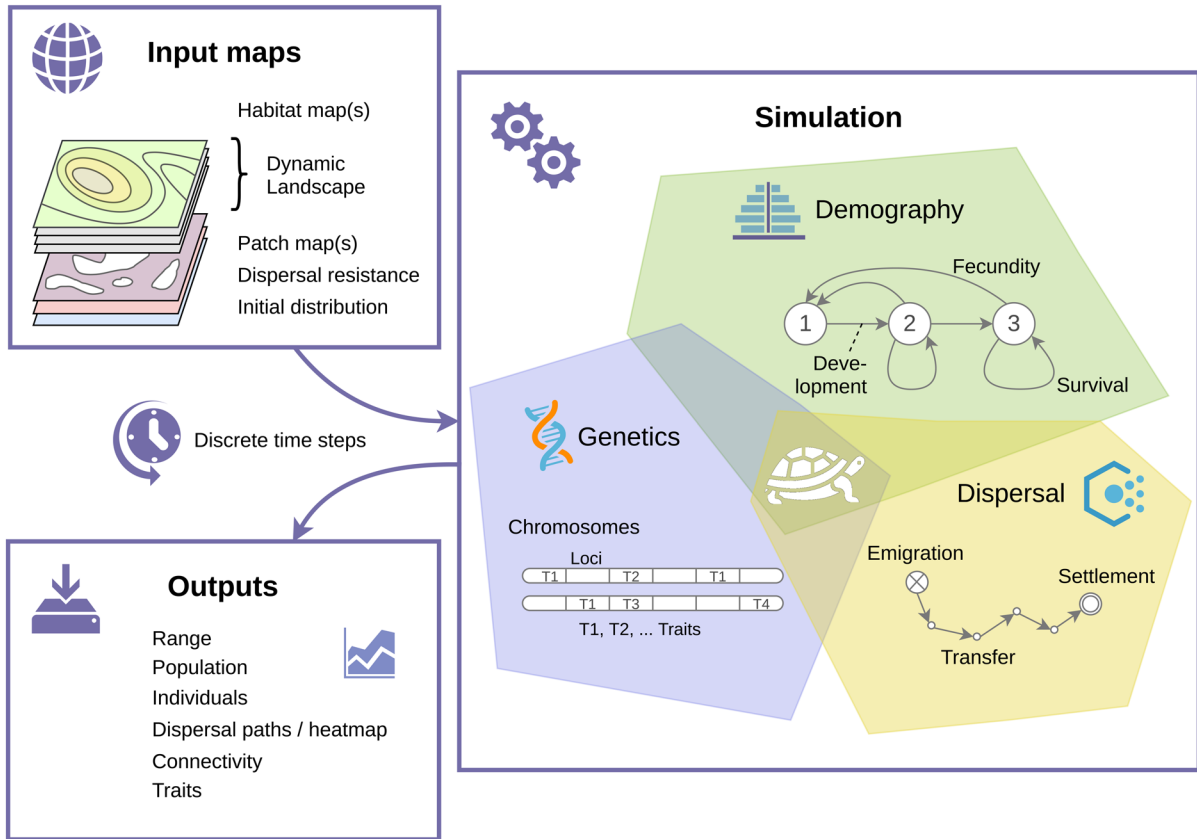 Input maps
Habitat map(s)
Dynamic
Landscape
Patch map(s)
Dispersal resistance
Initial distribution
Discrete time steps
Simulation
Demography
Fecundity
1
2
3
Deve-
lopment
Survival
Genetics
Chromosomes
Loci
T1 T2 T1
T1 T3 T4
T1, T2, ... Traits
Dispersal
Emigration
Settlement
Transfer
Outputs
Range
Population
Individuals
Dispersal paths / heatmap
Connectivity
Traits